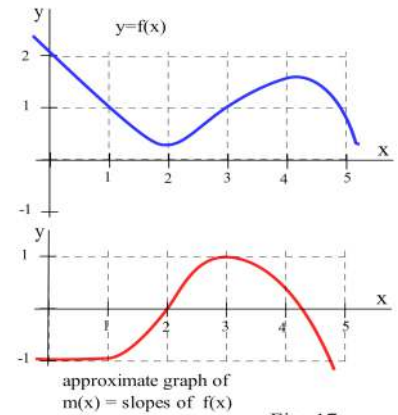 y
y=f(x)
2
1
x
1 2 3 4 5
-1
y
1
x
1 2 3 4 5
-1
approximate graph of
m(x) = slopes of f(x)